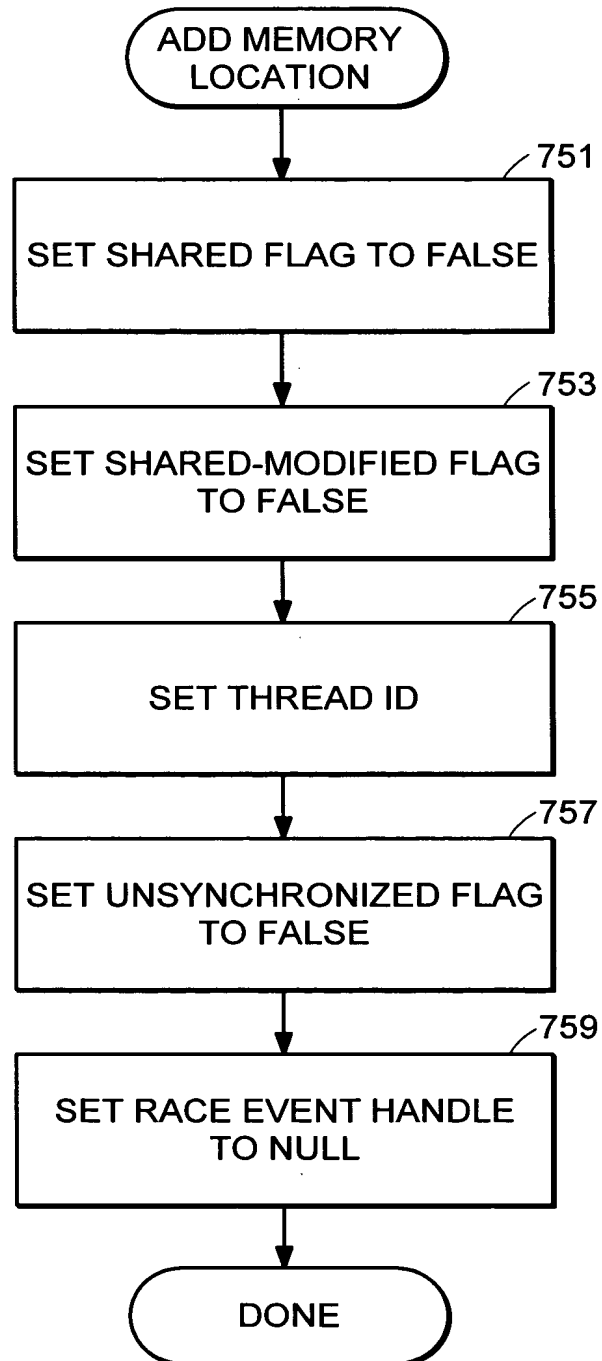 ADD MEMORY
LOCATION
751
SET SHARED FLAG TO FALSE
753
SET SHARED-MODIFIED FLAG
TO FALSE
755
SET THREAD ID
757
SET UNSYNCHRONIZED FLAG
TO FALSE
759
SET RACE EVENT HANDLE
TO NULL
DONE